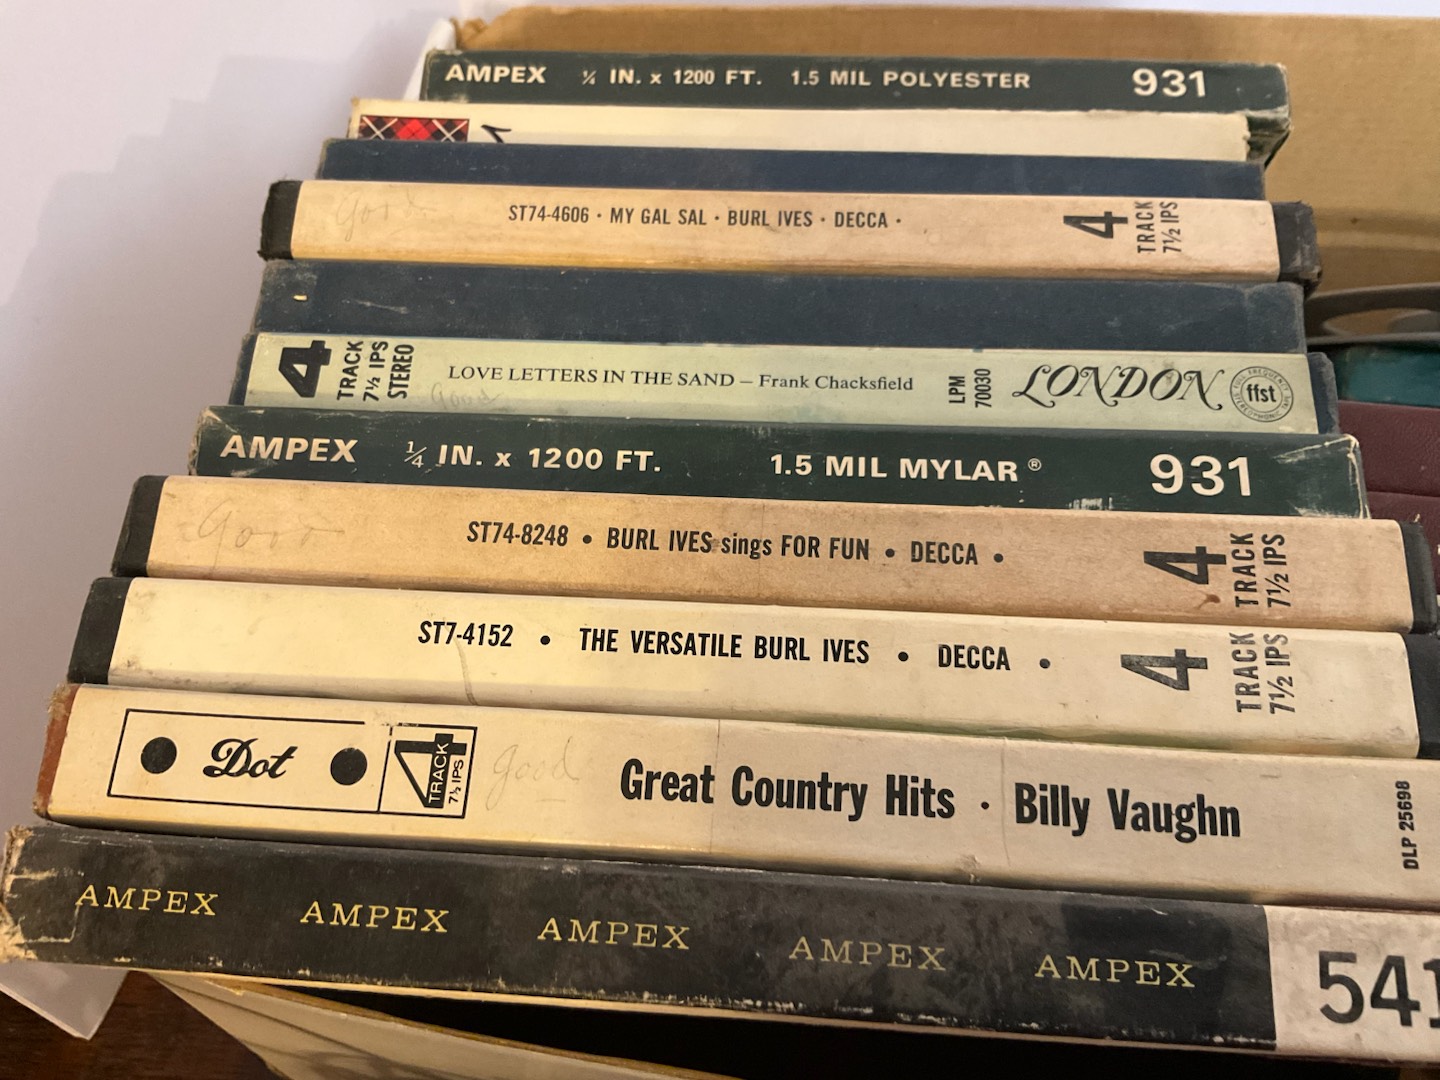 AMPEX ¼ IN. x 1200 FT. 1.5 MIL POLYESTER 931
Good ST74-4606 · MY GAL SAL · BURL IVES · DECCA · 4 TRACK 7½ IPS
4 TRACK 7½ IPS STEREO LOVE LETTERS IN THE SAND – Frank Chacksfield LPM 70030 LONDON ffst
Good
AMPEX ¼ IN. x 1200 FT. 1.5 MIL MYLAR ® 931
Good ST74-8248 • BURL IVES sings FOR FUN • DECCA • 4 TRACK 7½ IPS
ST7-4152 • THE VERSATILE BURL IVES • DECCA • 4 TRACK 7½ IPS
Dot 4 TRACK 7½ IPS good Great Country Hits · Billy Vaughn DLP 25698
AMPEX AMPEX AMPEX AMPEX AMPEX 541